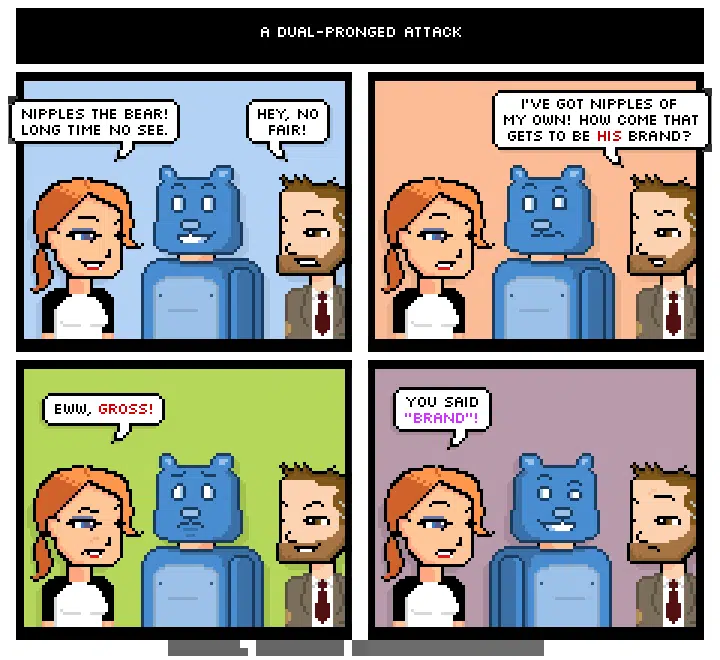 A DUAL-PRONGED ATTACK
NIPPLES THE BEAR!
LONG TIME NO SEE.
HEY, NO
FAIR!
I'VE GOT NIPPLES OF
MY OWN! HOW COME THAT
GETS TO BE HIS BRAND?
EWW, GROSS!
YOU SAID
"BRAND"!